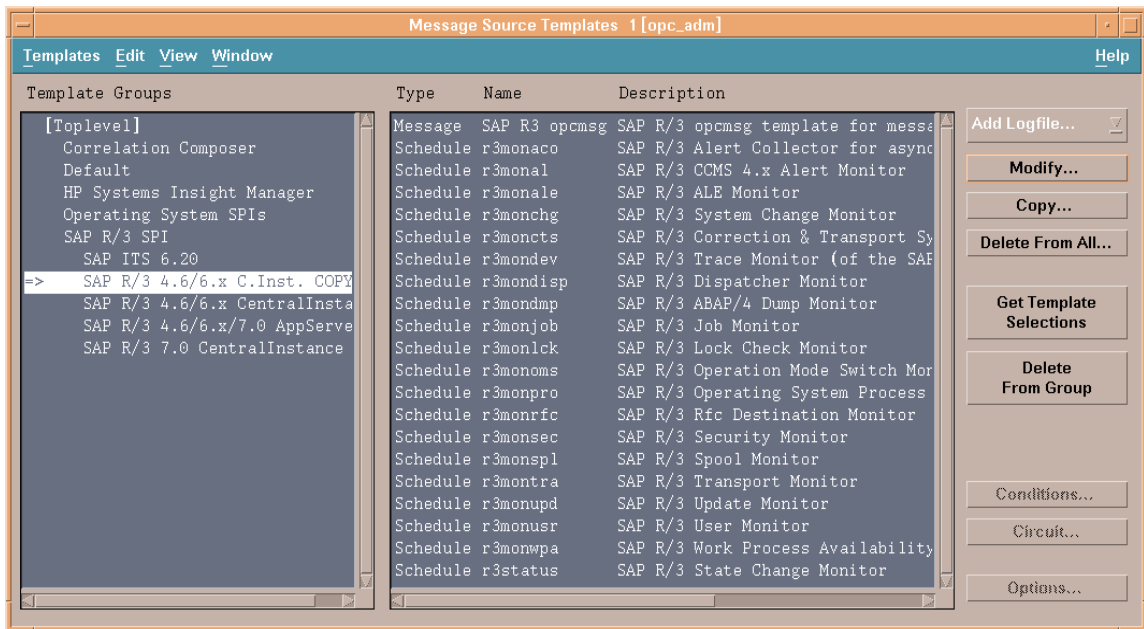 Message Source Templates 1 [opc_adm]
Templates Edit View Window Help
Template Groups
[Toplevel]
Correlation Composer
Default
HP Systems Insight Manager
Operating System SPIs
SAP R/3 SPI
SAP ITS 6.20
=> SAP R/3 4.6/6.x C.Inst. COPY
SAP R/3 4.6/6.x CentralInsta
SAP R/3 4.6/6.x/7.0 AppServe
SAP R/3 7.0 CentralInstance
Type Name Description
Message SAP R3 opcmsg SAP R/3 opcmsg template for messa
Schedule r3monaco SAP R/3 Alert Collector for async
Schedule r3monal SAP R/3 CCMS 4.x Alert Monitor
Schedule r3monale SAP R/3 ALE Monitor
Schedule r3monchg SAP R/3 System Change Monitor
Schedule r3moncts SAP R/3 Correction & Transport Sy
Schedule r3mondev SAP R/3 Trace Monitor (of the SAP
Schedule r3mondisp SAP R/3 Dispatcher Monitor
Schedule r3mondmp SAP R/3 ABAP/4 Dump Monitor
Schedule r3monjob SAP R/3 Job Monitor
Schedule r3monlck SAP R/3 Lock Check Monitor
Schedule r3monoms SAP R/3 Operation Mode Switch Mon
Schedule r3monpro SAP R/3 Operating System Process
Schedule r3monrfc SAP R/3 Rfc Destination Monitor
Schedule r3monsec SAP R/3 Security Monitor
Schedule r3monspl SAP R/3 Spool Monitor
Schedule r3montra SAP R/3 Transport Monitor
Schedule r3monupd SAP R/3 Update Monitor
Schedule r3monusr SAP R/3 User Monitor
Schedule r3monwpa SAP R/3 Work Process Availability
Schedule r3status SAP R/3 State Change Monitor
Add Logfile...
Modify...
Copy...
Delete From All...
Get Template
Selections
Delete
From Group
Conditions...
Circuit...
Options...